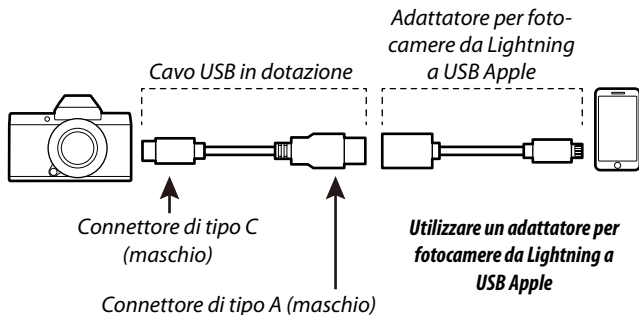 Adattatore per foto-
camere da Lightning
a USB Apple
Cavo USB in dotazione
Connettore di tipo C
(maschio)
Utilizzare un adattatore per
fotocamere da Lightning a
USB Apple
Connettore di tipo A (maschio)